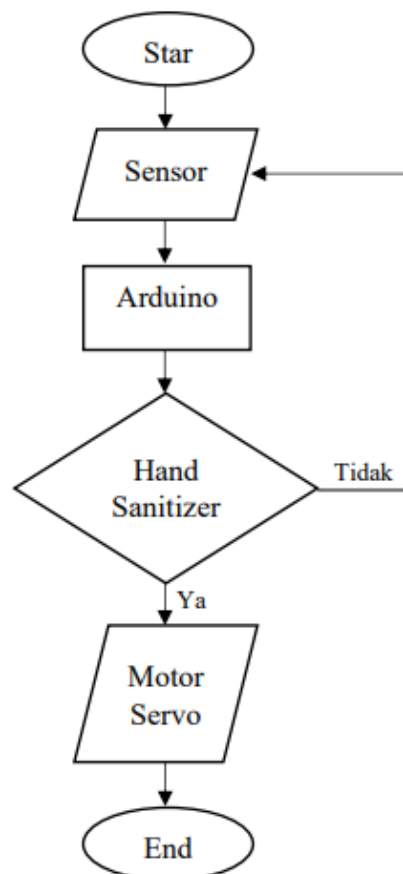 Star
Sensor
Arduino
Hand
Sanitizer
Tidak
Ya
Motor
Servo
End